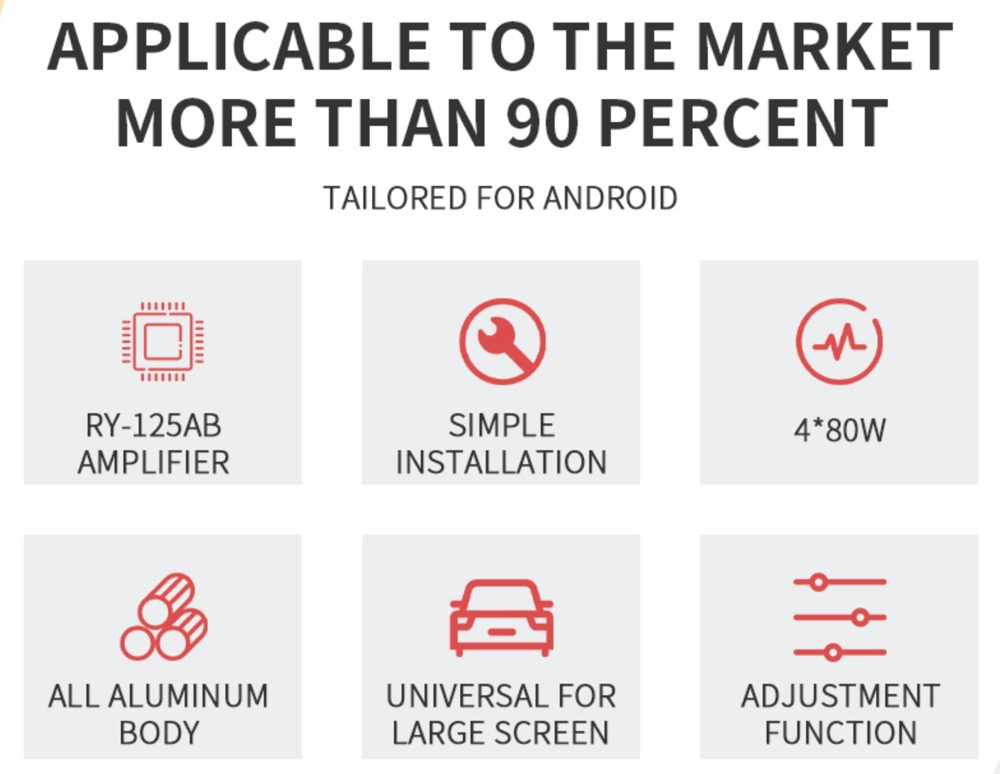 APPLICABLE TO THE MARKET
MORE THAN 90 PERCENT
TAILORED FOR ANDROID
RY-125AB
AMPLIFIER
SIMPLE
INSTALLATION
4*80W
ALL ALUMINUM
BODY
UNIVERSAL FOR
LARGE SCREEN
ADJUSTMENT
FUNCTION